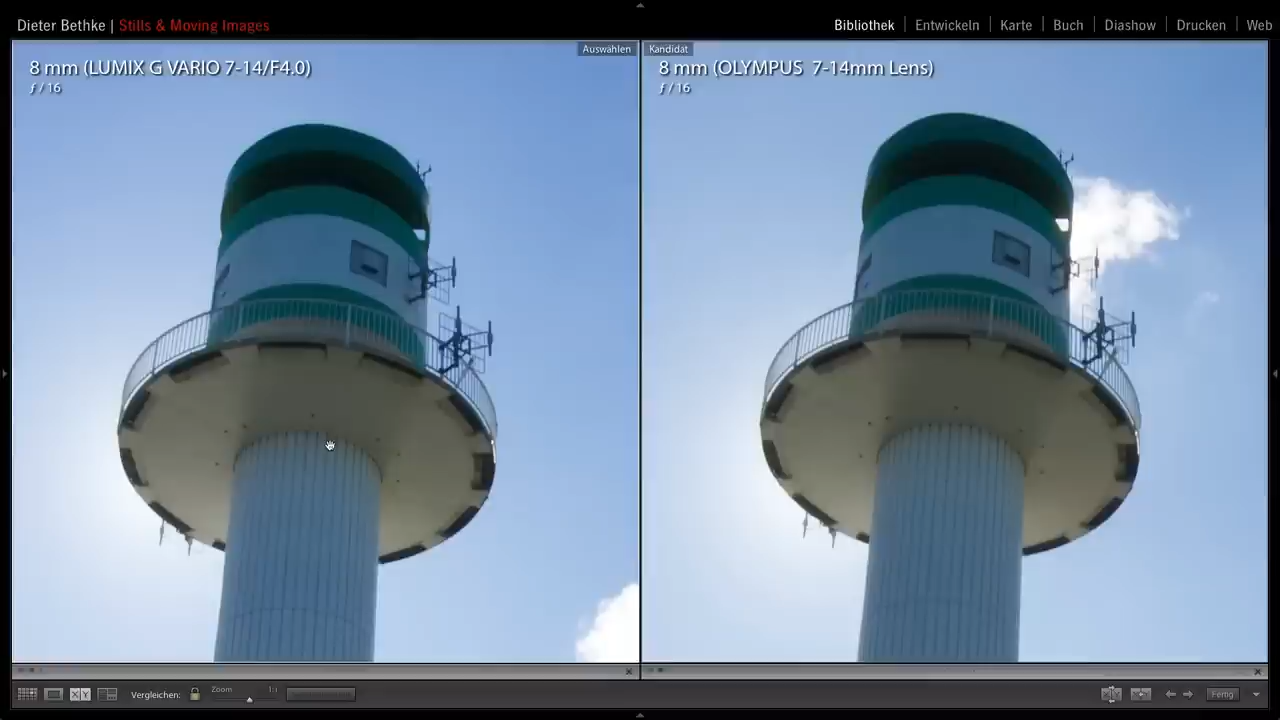 Dieter Bethke | Stills & Moving Images
Bibliothek | Entwickeln | Karte | Buch | Diashow | Drucken | Web
Auswählen
Kandidat
8 mm (LUMIX G VARIO 7-14/F4.0)
ƒ / 16
8 mm (OLYMPUS 7-14mm Lens)
ƒ / 16
XY
Vergleichen:
Zoom
1:1
Fertig